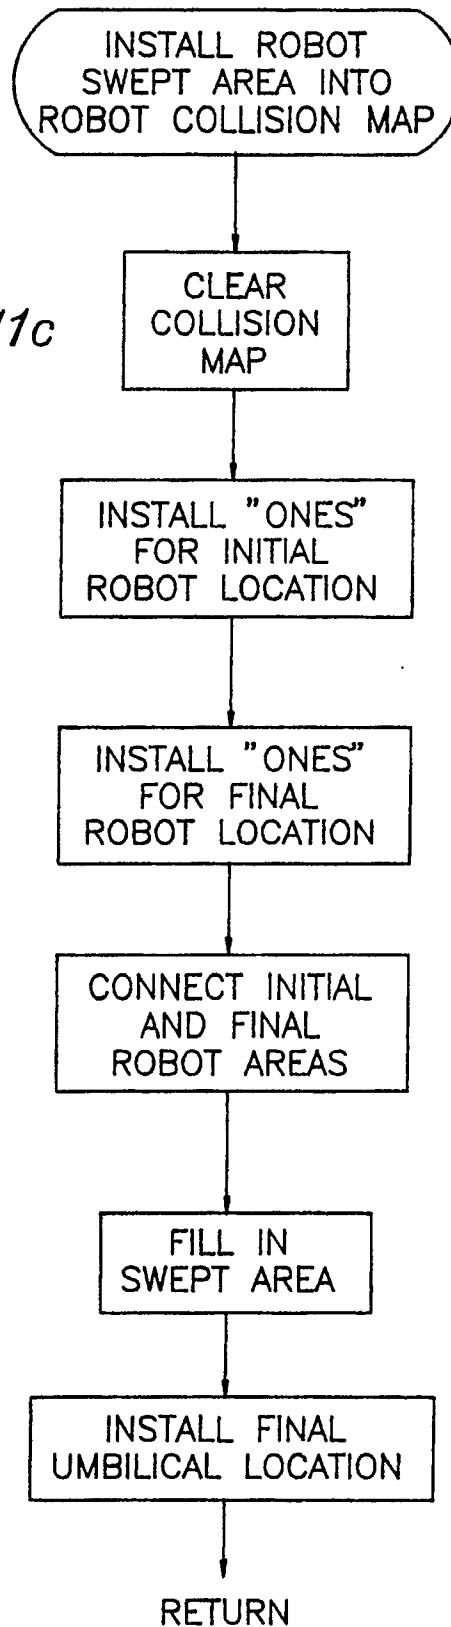 INSTALL ROBOT
SWEPT AREA INTO
ROBOT COLLISION MAP
CLEAR
COLLISION
MAP
INSTALL "ONES"
FOR INITIAL
ROBOT LOCATION
INSTALL "ONES"
FOR FINAL
ROBOT LOCATION
CONNECT INITIAL
AND FINAL
ROBOT AREAS
FILL IN
SWEPT AREA
INSTALL FINAL
UMBILICAL LOCATION
RETURN